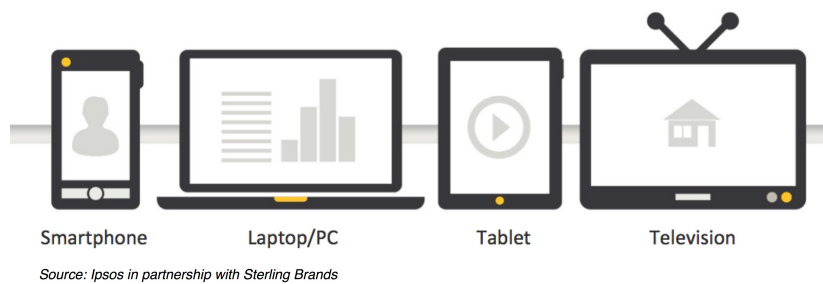 Smartphone Laptop/PC Tablet Television
Source: Ipsos in partnership with Sterling Brands